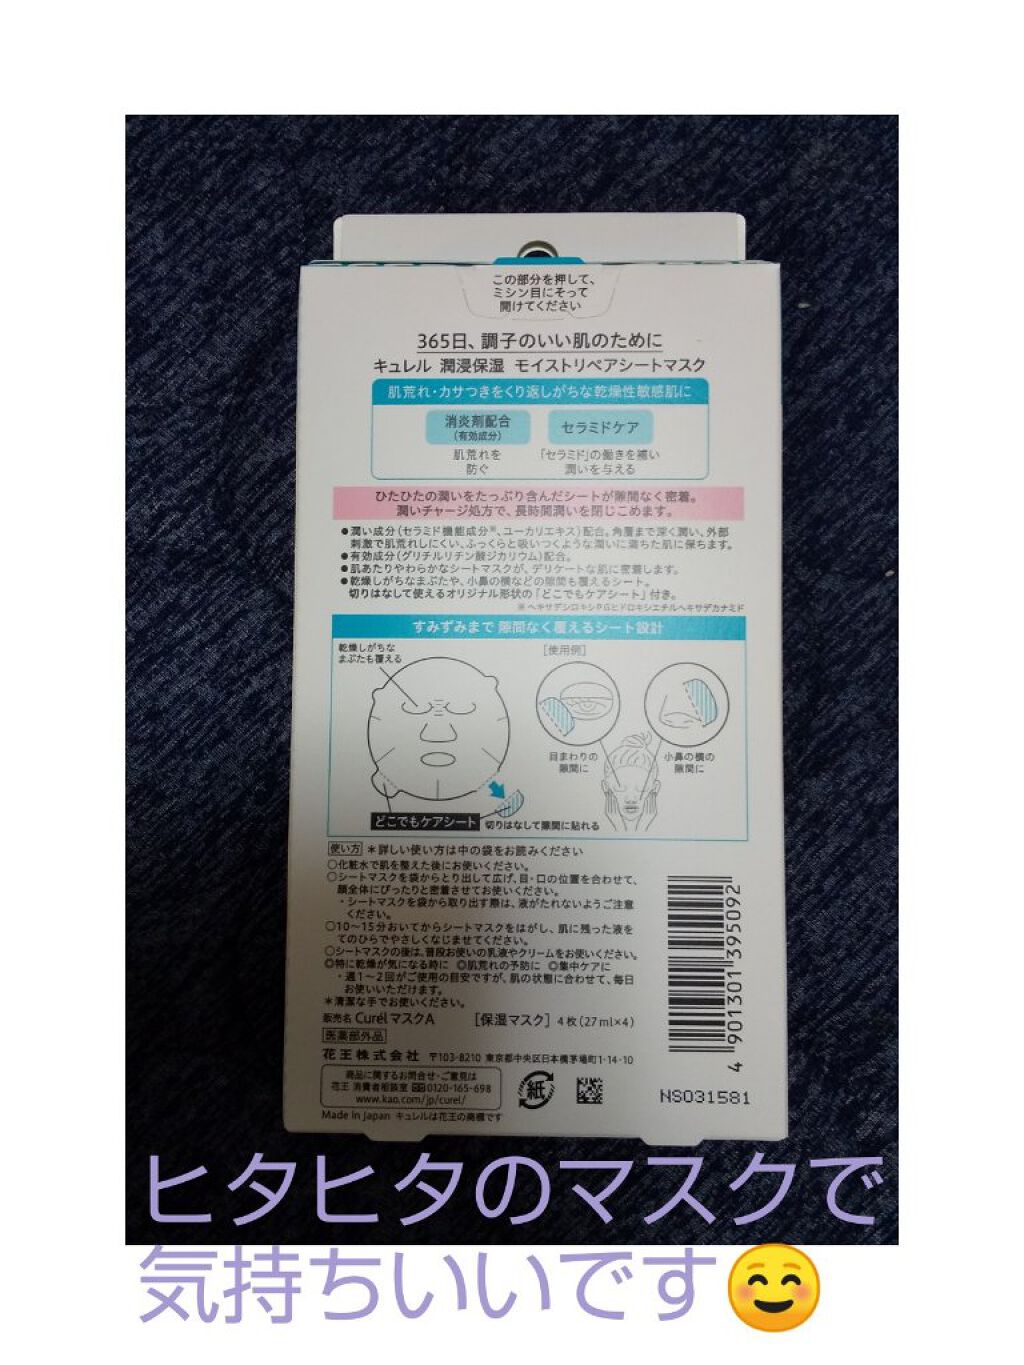 この部分を押して、
ミシン目にそって
開けてください
365日、調子のいい肌のために
キュレル 潤浸保湿 モイストリペアシートマスク
肌荒れ・カサつきをくり返しがちな乾燥性敏感肌に
消炎剤配合
(有効成分)
肌荒れを
防ぐ
セラミドケア
「セラミド」の働きを補い
潤いを与える
ひたひたの潤いをたっぷり含んだシートが隙間なく密着。
潤いチャージ処方で、長時間潤いを閉じこめます。
●潤い成分(セラミド機能成分※、ユーカリエキス)配合。角層まで深く潤い、外部
刺激で肌荒れしにくい、ふっくらと吸いつくような潤いに満ちた肌に保ちます。
●有効成分(グリチルリチン酸ジカリウム)配合。
●肌あたりやわらかなシートマスクが、デリケートな肌に密着します。
●乾燥しがちなまぶたや、小鼻の横などの隙間も覆えるシート。
切りはなして使えるオリジナル形状の「どこでもケアシート」付き。
※ ヘキサデシロキシPGヒドロキシエチルヘキサデカナミド
すみずみまで 隙間なく覆えるシート設計
乾燥しがちな
まぶたも覆える
[使用例]
目まわりの
隙間に
小鼻の横の
隙間に
どこでもケアシート 切りはなして隙間に貼れる
使い方 *詳しい使い方は中の袋をお読みください
○化粧水で肌を整えた後にお使いください。
○シートマスクを袋からとり出して広げ、目・口の位置を合わせて、
顔全体にぴったりと密着させてお使いください。
・シートマスクを袋から取り出す際は、液がたれないようご注意
ください。
○10〜15分おいてからシートマスクをはがし、肌に残った液を
てのひらでやさしくなじませてください。
○シートマスクの後は、普段お使いの乳液やクリームをお使いください。
◎特に乾燥が気になる時に ◎肌荒れの予防に ◎集中ケアに
・週1〜2回がご使用の目安ですが、肌の状態に合わせて、毎日
お使いいただけます。
*清潔な手でお使いください。
販売名 CurélマスクA [保湿マスク] 4枚(27ml×4)
医薬部外品
花王株式会社 〒103-8210 東京都中央区日本橋茅場町1-14-10
商品に関するお問合せ・ご意見は
花王 消費者相談室 0120-165-698
www.kao.com/jp/curel/
Made in Japan キュレルは花王の商標です
紙
4 901301 395092
NS031581
ヒタヒタのマスクで
気持ちいいです☺